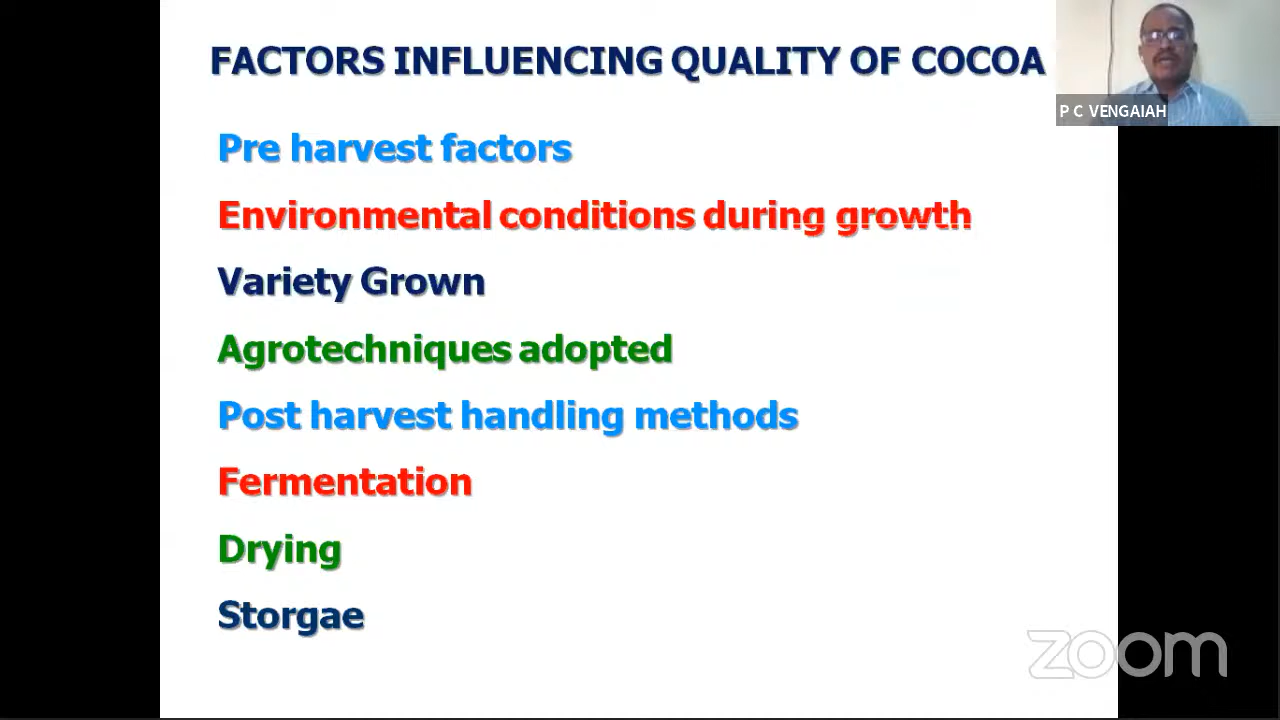 FACTORS INFLUENCING QUALITY OF COCOA
P C VENGAIAH
Pre harvest factors
Environmental conditions during growth
Variety Grown
Agrotechniques adopted
Post harvest handling methods
Fermentation
Drying
Storgae
zoom